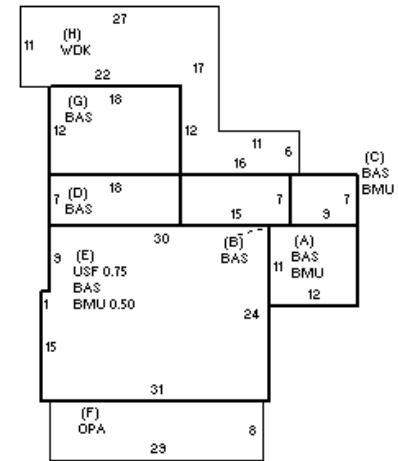 27
11
(H)
WDK
17
22
(G)
18
BAS
12
12
11
6
16
(C)
BAS
BMU
(D)
18
7
BAS
7
7
15
9
30
(B)
BAS
(A)
BAS
BMU
9
(E)
USF 0.75
BAS
BMU 0.50
11
12
1
24
15
31
(F)
OPA
8
29